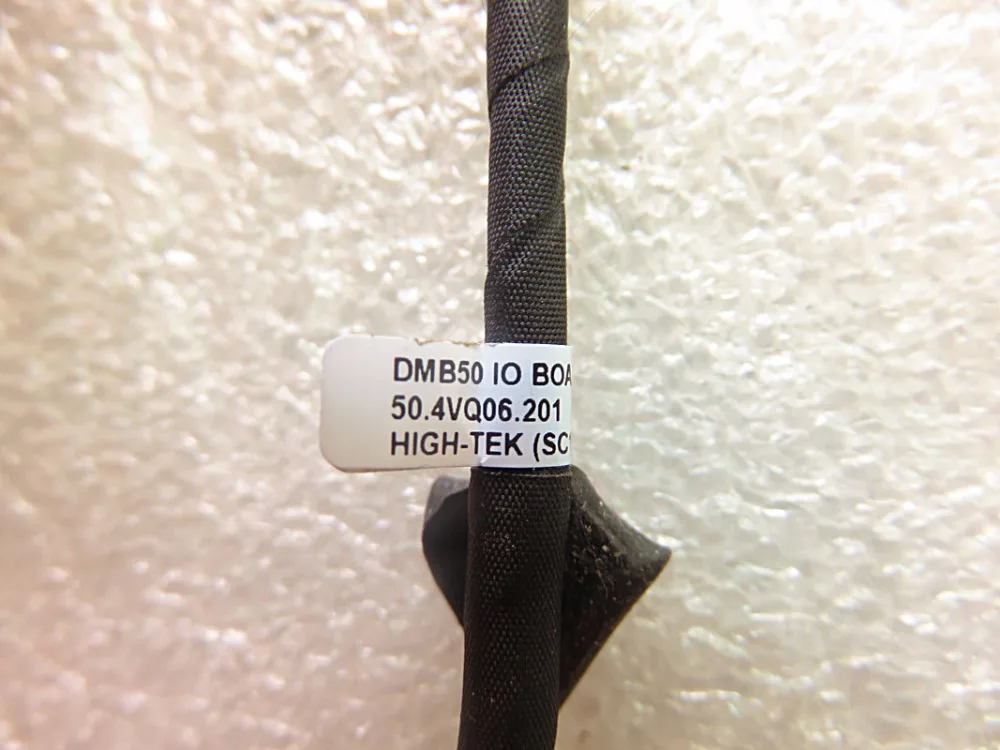 DMB50 IO BOA
50.4VQ06.201
HIGH-TEK (SC